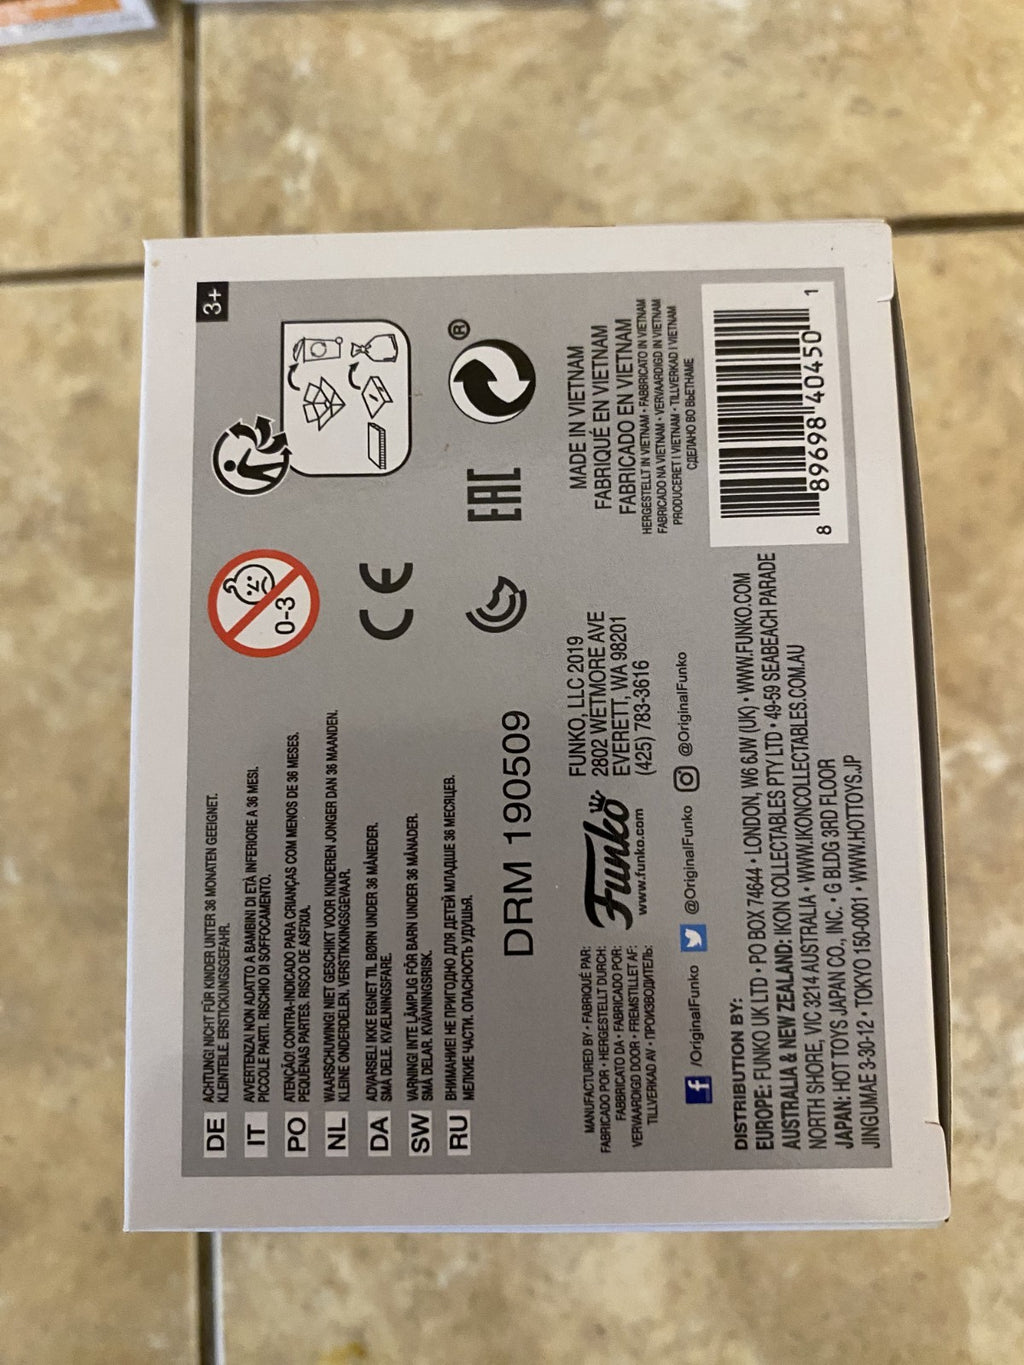 3+
DE
ACHTUNG! NICHT FÜR KINDER UNTER 36 MONATEN GEEIGNET.
KLEINTEILE. ERSTICKUNGSGEFAHR.
IT
AVVERTENZA! NON ADATTO A BAMBINI DI ETÀ INFERIORE A 36 MESI.
PICCOLE PARTI. RISCHIO DI SOFFOCAMENTO.
PO
ATENÇÃO! CONTRA-INDICADO PARA CRIANÇAS COM MENOS DE 36 MESES.
PEQUENAS PARTES. RISCO DE ASFIXIA.
NL
WAARSCHUWING! NIET GESCHIKT VOOR KINDEREN JONGER DAN 36 MAANDEN.
KLEINE ONDERDELEN. VERSTIKKINGSGEVAAR.
DA
ADVARSEL! IKKE EGNET TIL BØRN UNDER 36 MÅNEDER.
SMÅ DELE. KVÆLNINGSFARE.
SW
VARNING! INTE LÄMPLIG FÖR BARN UNDER 36 MÅNADER.
SMÅ DELAR. KVÄVNINGSRISK.
RU
ВНИМАНИЕ! НЕ ПРИГОДНО ДЛЯ ДЕТЕЙ МЛАДШЕ 36 МЕСЯЦЕВ.
МЕЛКИЕ ЧАСТИ. ОПАСНОСТЬ УДУШЬЯ.
0-3
CE
EAC
®
DRM 190509
MANUFACTURED BY • FABRIQUÉ PAR:
FABRICADO POR • HERGESTELLT DURCH:
FABBRICATO DA • FABRICADO POR:
VERVAARDIGD DOOR • FREMSTILLET AF:
TILLVERKAD AV • ПРОИЗВОДИТЕЛЬ:
Funko
www.funko.com
FUNKO, LLC 2019
2802 WETMORE AVE
EVERETT, WA 98201
(425) 783-3616
MADE IN VIETNAM
FABRIQUÉ EN VIETNAM
FABRICADO EN VIETNAM
HERGESTELLT IN VIETNAM • FABBRICATO IN VIETNAM
FABRICADO NA VIETNAM • VERVAARDIGD IN VIETNAM
PRODUCERET I VIETNAM • TILLVERKAD I VIETNAM
СДЕЛАНО ВО ВЬЕТНАМЕ
f /OriginalFunko
@OriginalFunko
@OriginalFunko
DISTRIBUTION BY:
EUROPE: FUNKO UK LTD • PO BOX 74644 • LONDON, W6 6JW (UK) • WWW.FUNKO.COM
AUSTRALIA & NEW ZEALAND: IKON COLLECTABLES PTY LTD • 49-59 SEABEACH PARADE
NORTH SHORE, VIC 3214 AUSTRALIA • WWW.IKONCOLLECTABLES.COM.AU
JAPAN: HOT TOYS JAPAN CO., INC. • G BLDG 3RD FLOOR
JINGUMAE 3-30-12 • TOKYO 150-0001 • WWW.HOTTOYS.JP
8 89698 40450 1